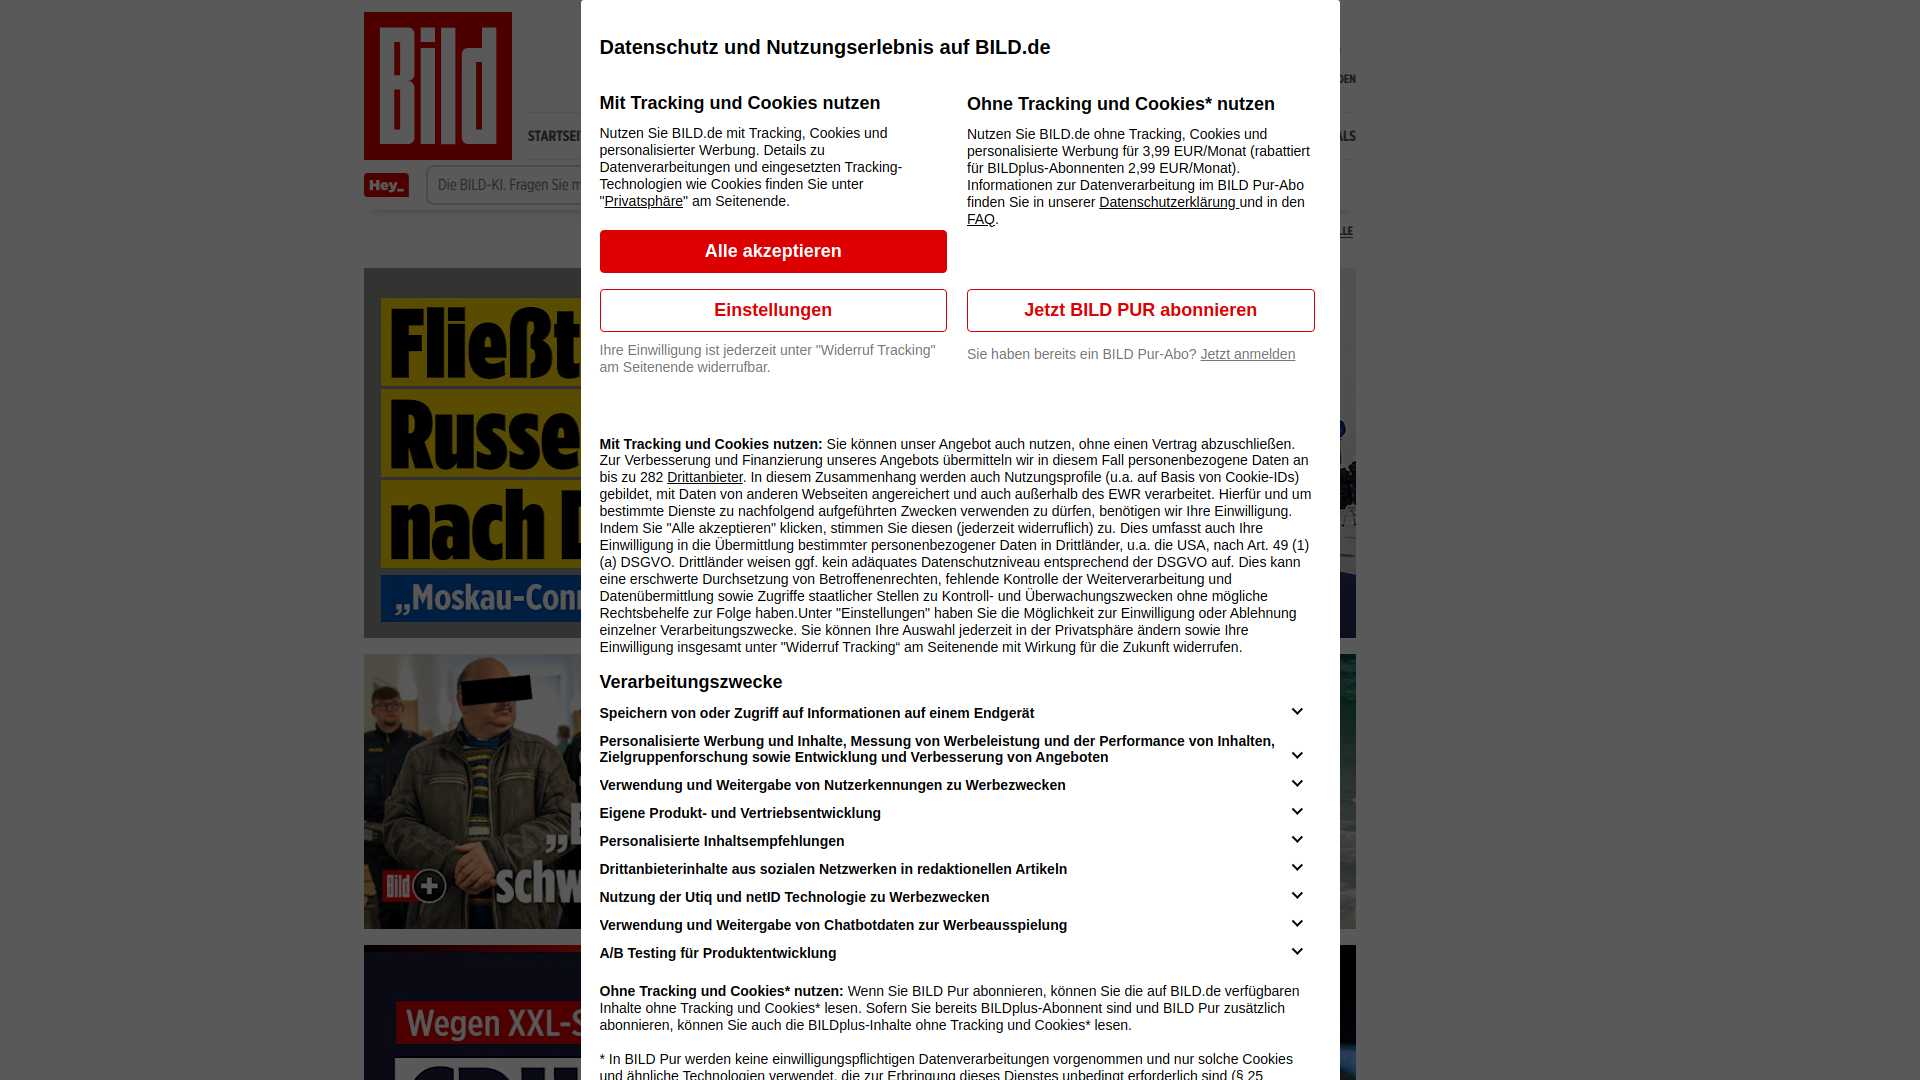 Bild
STARTSEI
Hey_
Die BILD-KI. Fragen Sie m
Fließt
Russe
nach
„Moskau-Con
Bild
schw
Wegen XXL-S
Datenschutz und Nutzungserlebnis auf BILD.de
Mit Tracking und Cookies nutzen
Nutzen Sie BILD.de mit Tracking, Cookies und
personalisierter Werbung. Details zu
Datenverarbeitungen und eingesetzten Tracking-
Technologien wie Cookies finden Sie unter
"Privatsphäre" am Seitenende.
Alle akzeptieren
Einstellungen
Ihre Einwilligung ist jederzeit unter "Widerruf Tracking"
am Seitenende widerrufbar.
Ohne Tracking und Cookies* nutzen
Nutzen Sie BILD.de ohne Tracking, Cookies und
personalisierte Werbung für 3,99 EUR/Monat (rabattiert
für BILDplus-Abonnenten 2,99 EUR/Monat).
Informationen zur Datenverarbeitung im BILD Pur-Abo
finden Sie in unserer Datenschutzerklärung und in den
FAQ.
Jetzt BILD PUR abonnieren
Sie haben bereits ein BILD Pur-Abo? Jetzt anmelden
Mit Tracking und Cookies nutzen: Sie können unser Angebot auch nutzen, ohne einen Vertrag abzuschließen.
Zur Verbesserung und Finanzierung unseres Angebots übermitteln wir in diesem Fall personenbezogene Daten an
bis zu 282 Drittanbieter. In diesem Zusammenhang werden auch Nutzungsprofile (u.a. auf Basis von Cookie-IDs)
gebildet, mit Daten von anderen Webseiten angereichert und auch außerhalb des EWR verarbeitet. Hierfür und um
bestimmte Dienste zu nachfolgend aufgeführten Zwecken verwenden zu dürfen, benötigen wir Ihre Einwilligung.
Indem Sie "Alle akzeptieren" klicken, stimmen Sie diesen (jederzeit widerruflich) zu. Dies umfasst auch Ihre
Einwilligung in die Übermittlung bestimmter personenbezogener Daten in Drittländer, u.a. die USA, nach Art. 49 (1)
(a) DSGVO. Drittländer weisen ggf. kein adäquates Datenschutzniveau entsprechend der DSGVO auf. Dies kann
eine erschwerte Durchsetzung von Betroffenenrechten, fehlende Kontrolle der Weiterverarbeitung und
Datenübermittlung sowie Zugriffe staatlicher Stellen zu Kontroll- und Überwachungszwecken ohne mögliche
Rechtsbehelfe zur Folge haben.Unter "Einstellungen" haben Sie die Möglichkeit zur Einwilligung oder Ablehnung
einzelner Verarbeitungszwecke. Sie können Ihre Auswahl jederzeit in der Privatsphäre ändern sowie Ihre
Einwilligung insgesamt unter "Widerruf Tracking“ am Seitenende mit Wirkung für die Zukunft widerrufen.
Verarbeitungszwecke
Speichern von oder Zugriff auf Informationen auf einem Endgerät
Personalisierte Werbung und Inhalte, Messung von Werbeleistung und der Performance von Inhalten,
Zielgruppenforschung sowie Entwicklung und Verbesserung von Angeboten
Verwendung und Weitergabe von Nutzerkennungen zu Werbezwecken
Eigene Produkt- und Vertriebsentwicklung
Personalisierte Inhaltsempfehlungen
Drittanbieterinhalte aus sozialen Netzwerken in redaktionellen Artikeln
Nutzung der Utiq und netID Technologie zu Werbezwecken
Verwendung und Weitergabe von Chatbotdaten zur Werbeausspielung
A/B Testing für Produktentwicklung
Ohne Tracking und Cookies* nutzen: Wenn Sie BILD Pur abonnieren, können Sie die auf BILD.de verfügbaren
Inhalte ohne Tracking und Cookies* lesen. Sofern Sie bereits BILDplus-Abonnent sind und BILD Pur zusätzlich
abonnieren, können Sie auch die BILDplus-Inhalte ohne Tracking und Cookies* lesen.
* In BILD Pur werden keine einwilligungspflichtigen Datenverarbeitungen vorgenommen und nur solche Cookies
und ähnliche Technologien verwendet, die zur Erbringung dieses Dienstes unbedingt erforderlich sind (§ 25